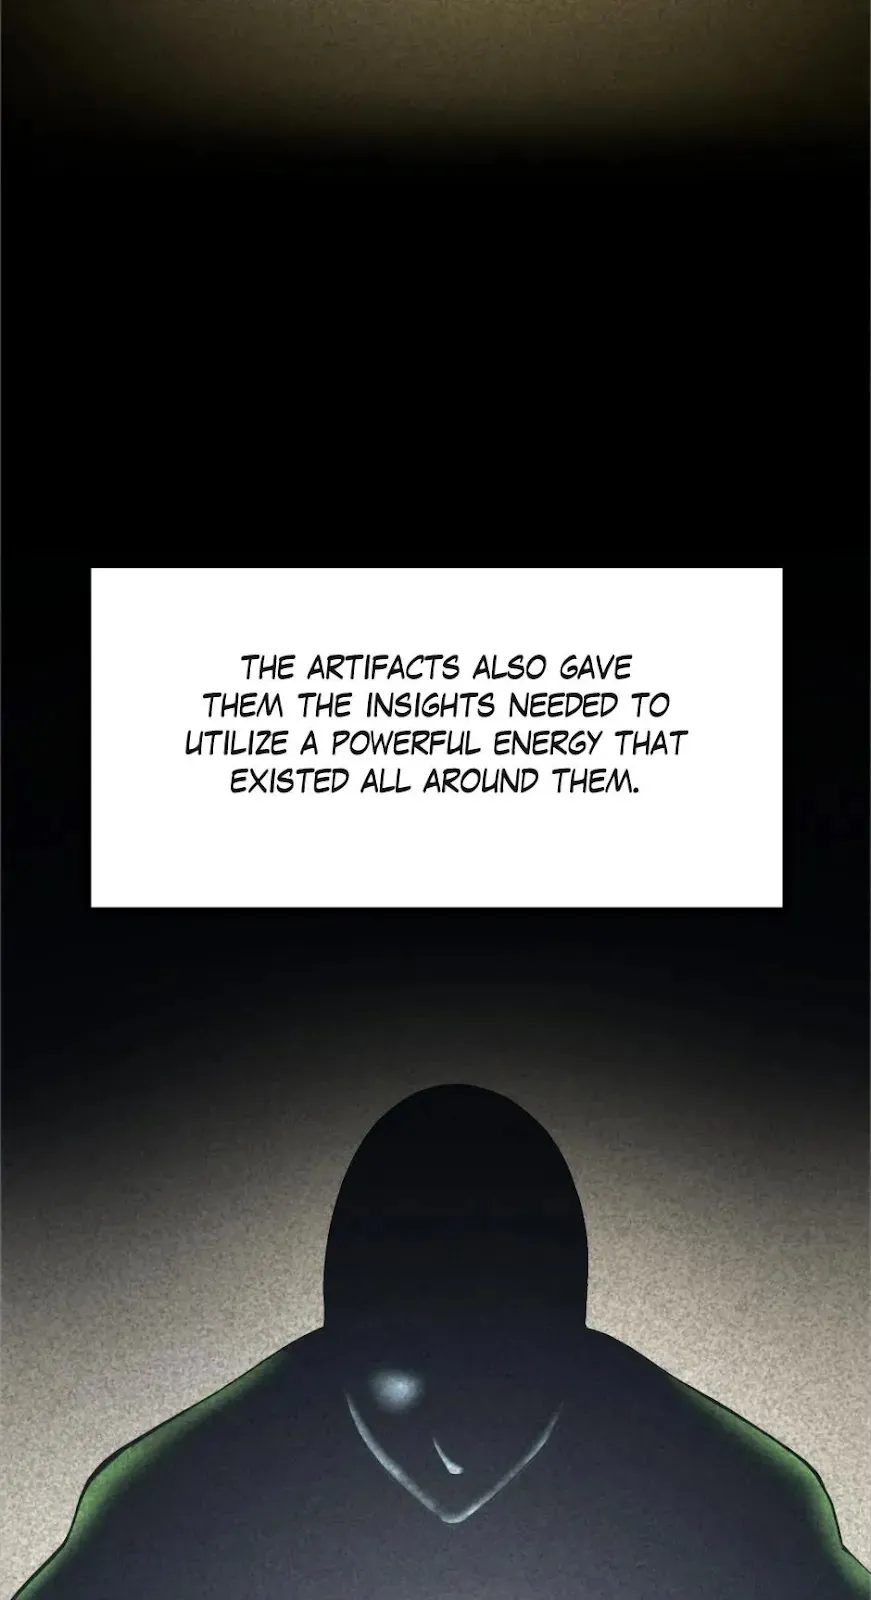 THE ARTIFACTS ALSO GAVE
THEM THE INSIGHTS NEEDED TO
UTILIZE A POWERFUL ENERGY THAT
EXISTED ALL AROUND THEM.